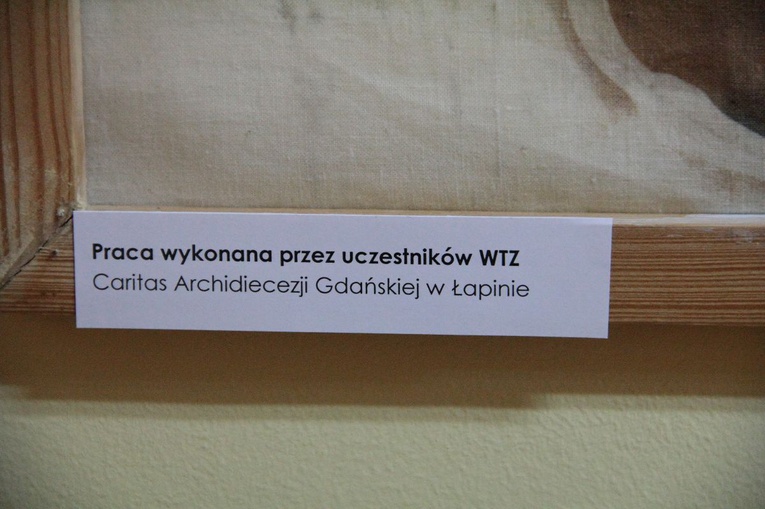 Praca wykonana przez uczestników WTZ
Caritas Archidiecezji Gdańskiej w Łapinie